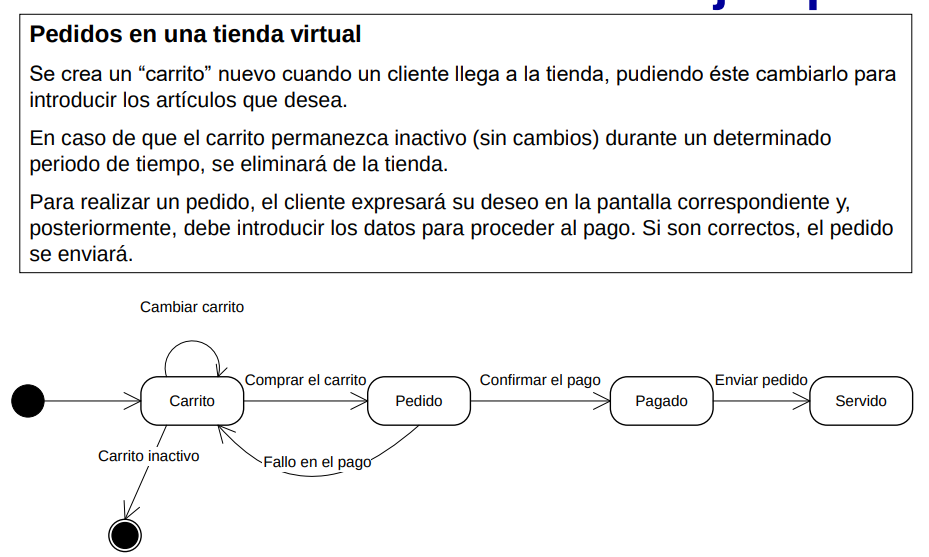 Pedidos en una tienda virtual
Se crea un “carrito” nuevo cuando un cliente llega a la tienda, pudiendo éste cambiarlo para
introducir los artículos que desea.
En caso de que el carrito permanezca inactivo (sin cambios) durante un determinado
periodo de tiempo, se eliminará de la tienda.
Para realizar un pedido, el cliente expresará su deseo en la pantalla correspondiente y,
posteriormente, debe introducir los datos para proceder al pago. Si son correctos, el pedido
se enviará.
Cambiar carrito
Carrito
Comprar el carrito
Pedido
Confirmar el pago
Pagado
Enviar pedido
Servido
Carrito inactivo
Fallo en el pago